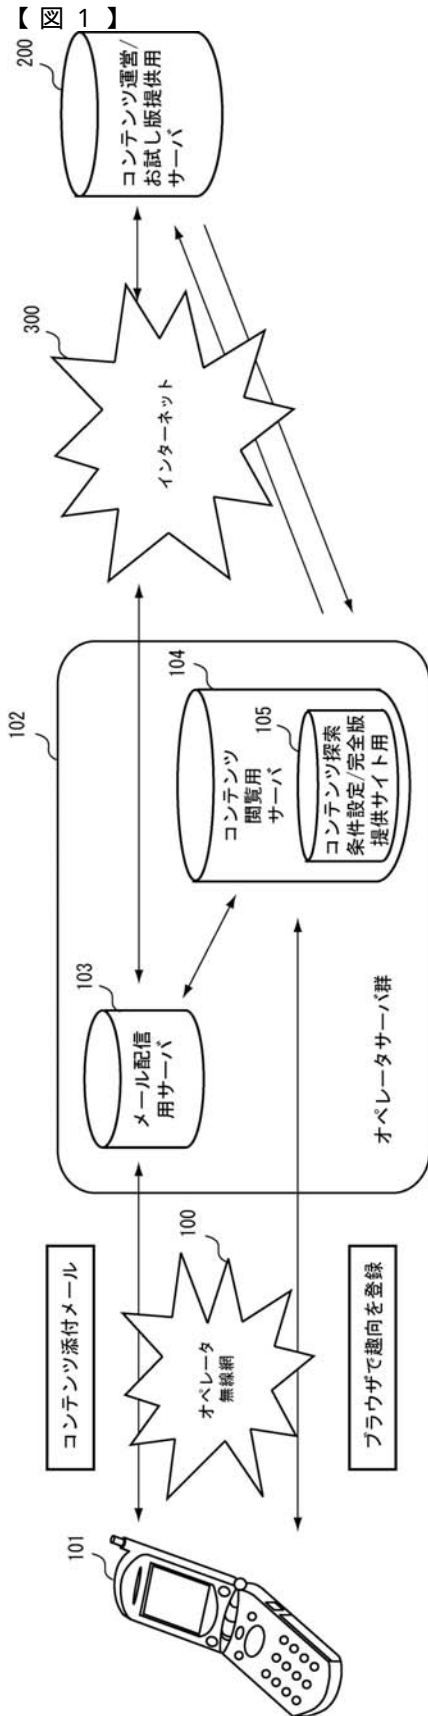 【図1】
101
コンテンツ添付メール
100
オペレータ
無線網
ブラウザで趣向を登録
102
103
メール配信
用サーバ
104
コンテンツ
閲覧用
サーバ
105
コンテンツ探索
条件設定/完全版
提供サイト用
オペレータサーバ群
300
インターネット
200
コンテンツ運営/
お試し版提供用
サーバ